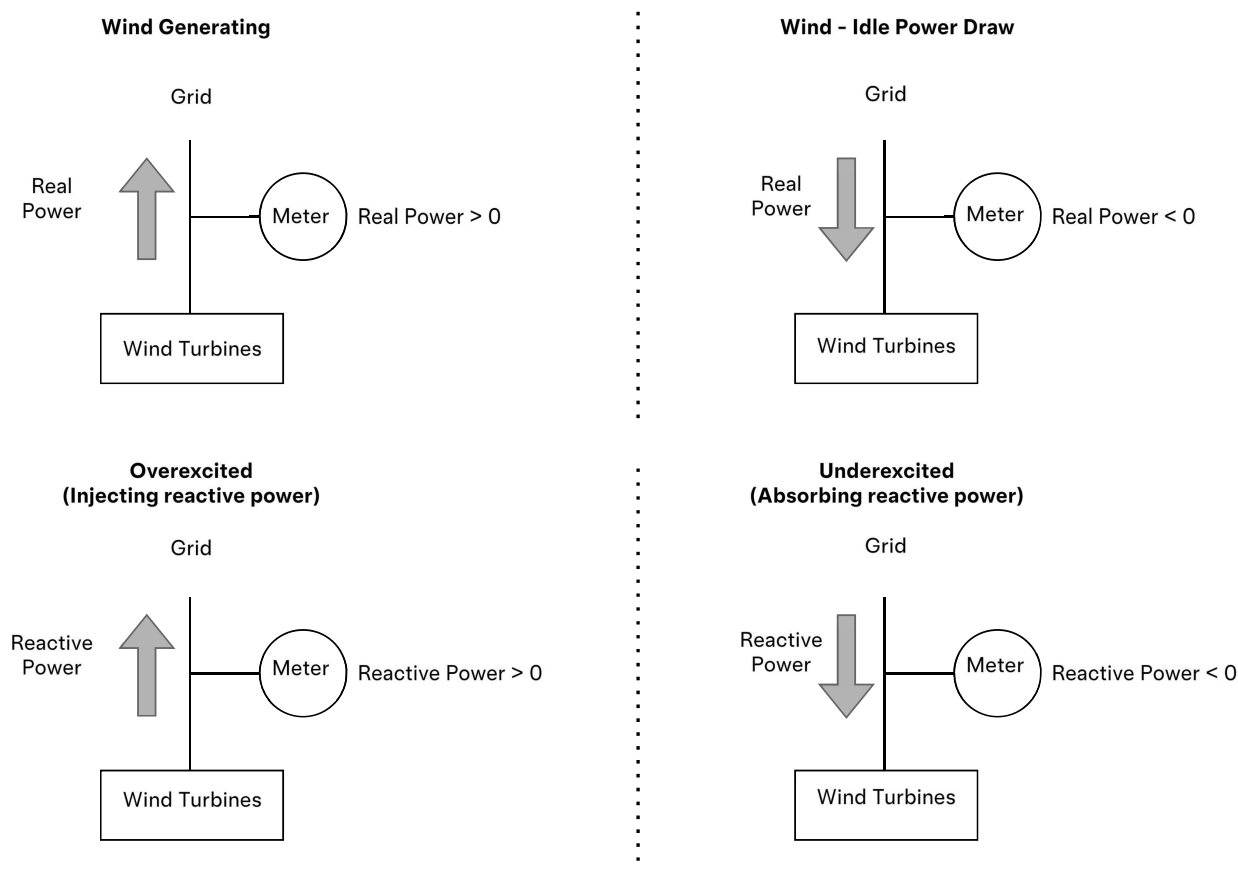 Wind Generating
Grid
Real
Power
Meter
Real Power > 0
Wind Turbines
Wind - Idle Power Draw
Grid
Real
Power
Meter
Real Power < 0
Wind Turbines
Overexcited
(Injecting reactive power)
Grid
Reactive
Power
Meter
Reactive Power > 0
Wind Turbines
Underexcited
(Absorbing reactive power)
Grid
Reactive
Power
Meter
Reactive Power < 0
Wind Turbines